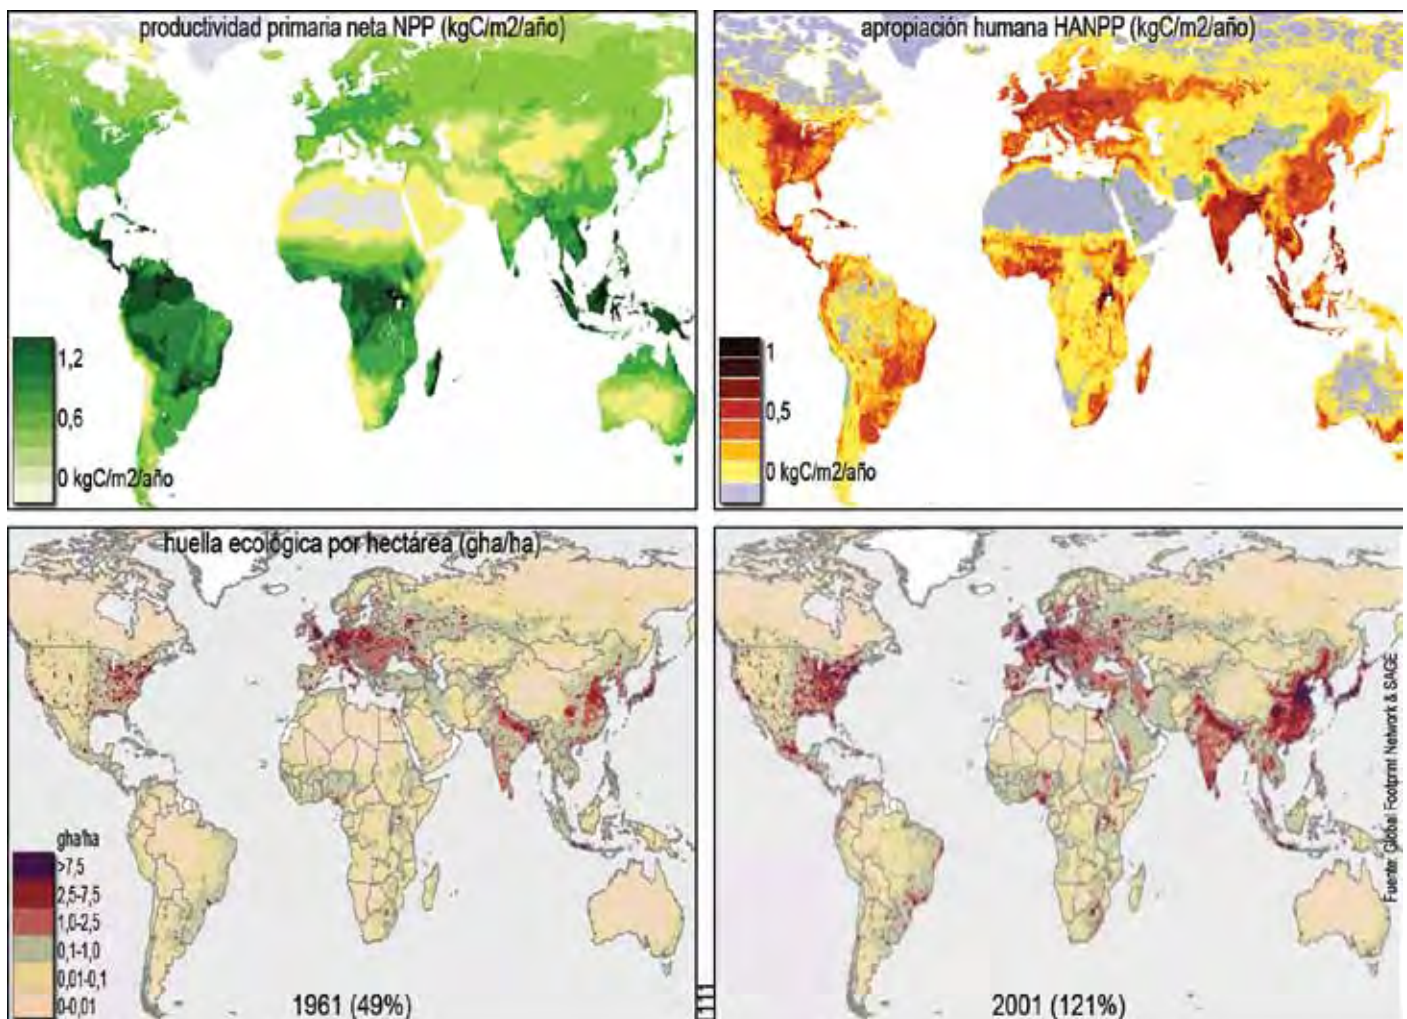 productividad primaria neta NPP (kgC/m2/año)
1,2
0,6
0 kgC/m2/año
apropiación humana HANPP (kgC/m2/año)
1
0,5
0 kgC/m2/año
huella ecológica por hectárea (gha/ha)
gha/ha
>7,5
2,5-7,5
1,0-2,5
0,1-1,0
0,01-0,1
0-0,01
1961 (49%)
111
2001 (121%)
Fuente: Global Footprint Network & SAGE